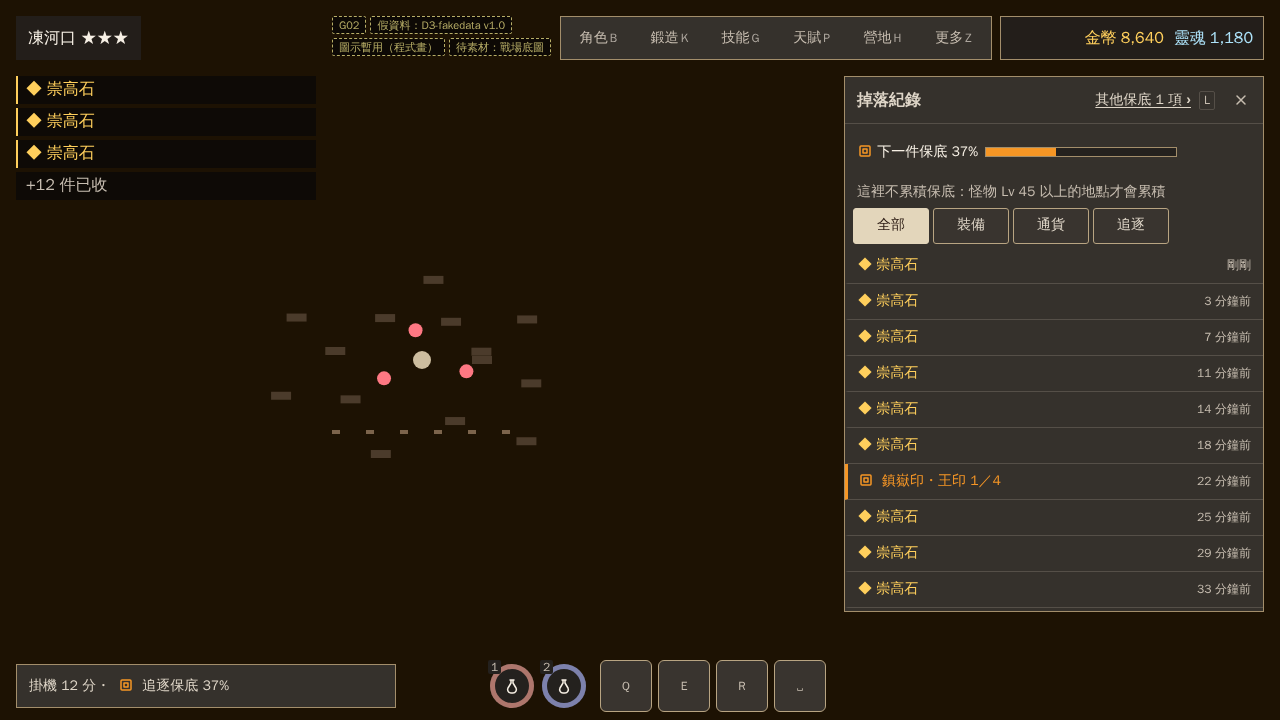 凍河口 ★★★
G02 假資料：D3-fakedata v1.0
圖示暫用（程式畫） 待素材：戰場底圖
角色B 鍛造K 技能G 天賦P 營地H 更多Z
金幣 8,640 靈魂 1,180
崇高石
崇高石
崇高石
+12 件已收
掉落紀錄 其他保底 1 項 › L ×
下一件保底 37%
這裡不累積保底：怪物 Lv 45 以上的地點才會累積
全部 裝備 通貨 追逐
崇高石 剛剛
崇高石 3 分鐘前
崇高石 7 分鐘前
崇高石 11 分鐘前
崇高石 14 分鐘前
崇高石 18 分鐘前
鎮嶽印・王印 1／4 22 分鐘前
崇高石 25 分鐘前
崇高石 29 分鐘前
崇高石 33 分鐘前
掛機 12 分・ 追逐保底 37%
1 2 Q E R ⎵